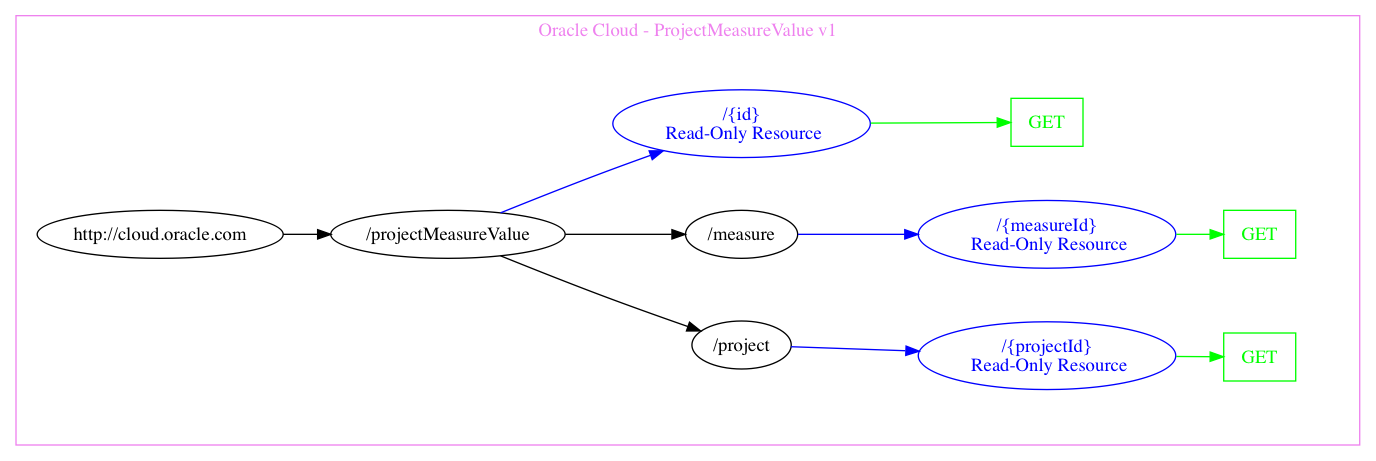 Oracle Cloud - ProjectMeasureValue v1
/{id}
Read-Only Resource
GET
http://cloud.oracle.com
/projectMeasureValue
/measure
/{measureId}
Read-Only Resource
GET
/project
/{projectId}
Read-Only Resource
GET